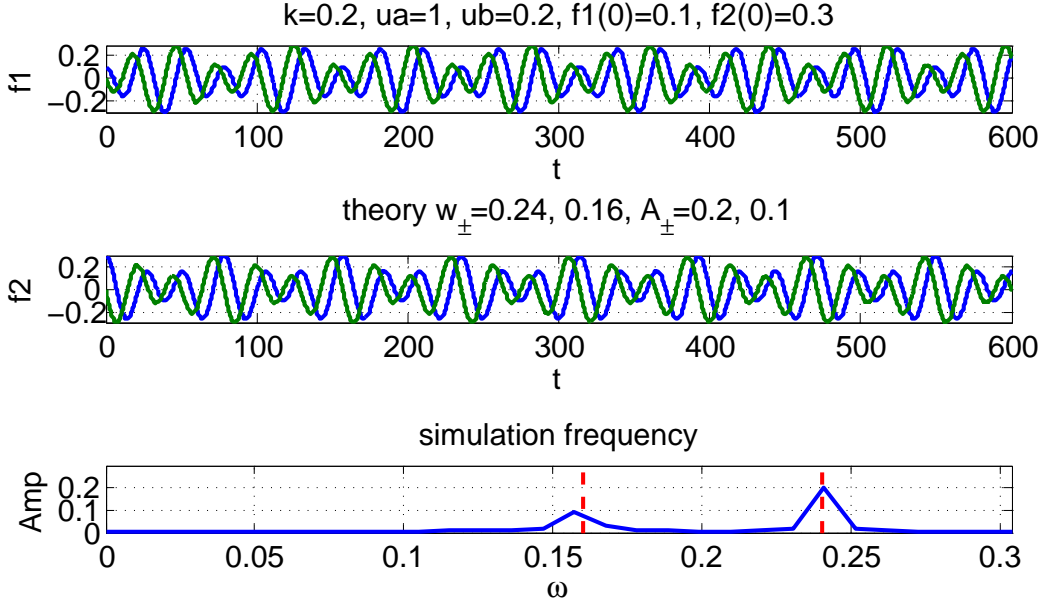 k=0.2, ua=1, ub=0.2, f1(0)=0.1, f2(0)=0.3
f1
0.2
0
−0.2
0 100 200 300 400 500 600
t
theory w±=0.24, 0.16, A±=0.2, 0.1
f2
0.2
0
−0.2
0 100 200 300 400 500 600
t
simulation frequency
Amp
0.2
0.1
0
0 0.05 0.1 0.15 0.2 0.25 0.3
ω